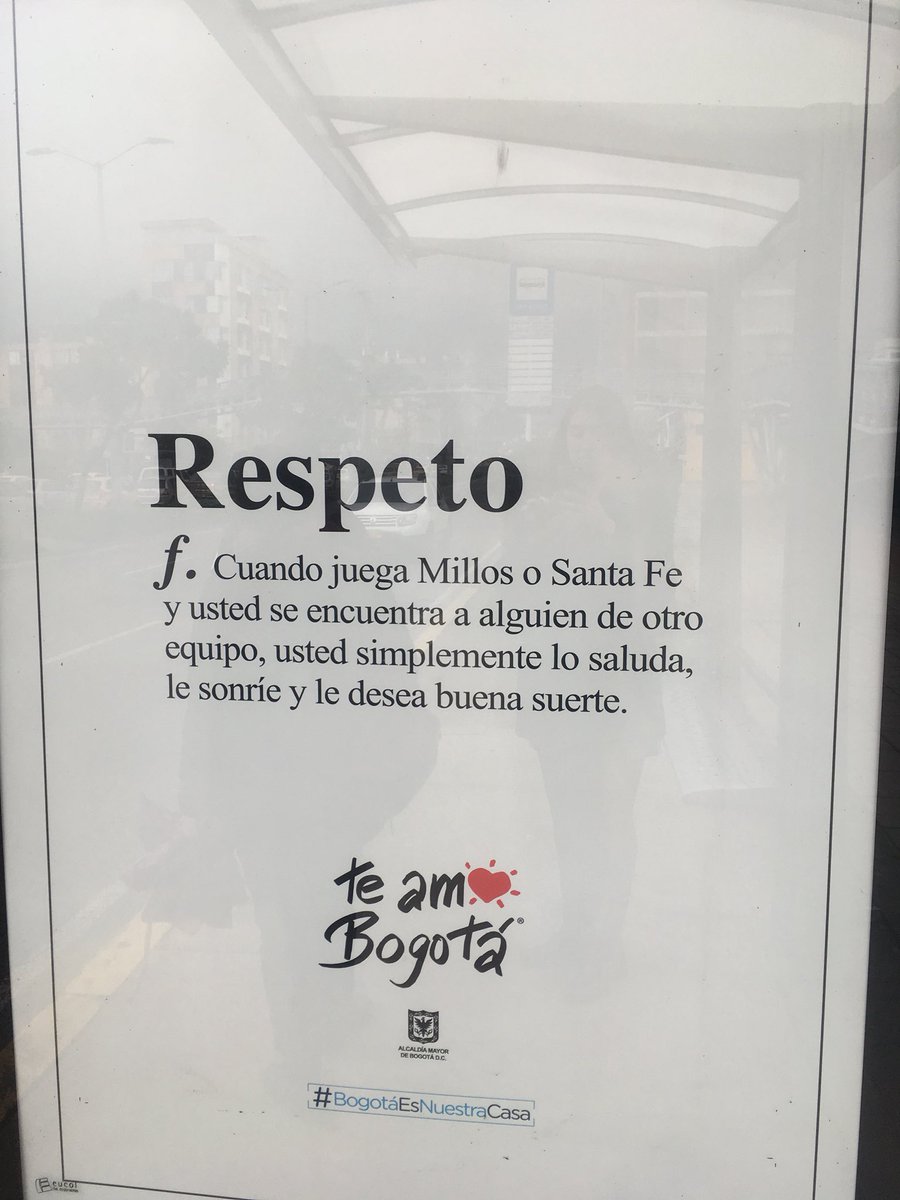 Respeto
f. Cuando juega Millos o Santa Fe
y usted se encuentra a alguien de otro
equipo, usted simplemente lo saluda,
le sonríe y le desea buena suerte.
te amo
Bogotá®
ALCALDÍA MAYOR
DE BOGOTÁ D.C.
#BogotáEsNuestraCasa
eucol